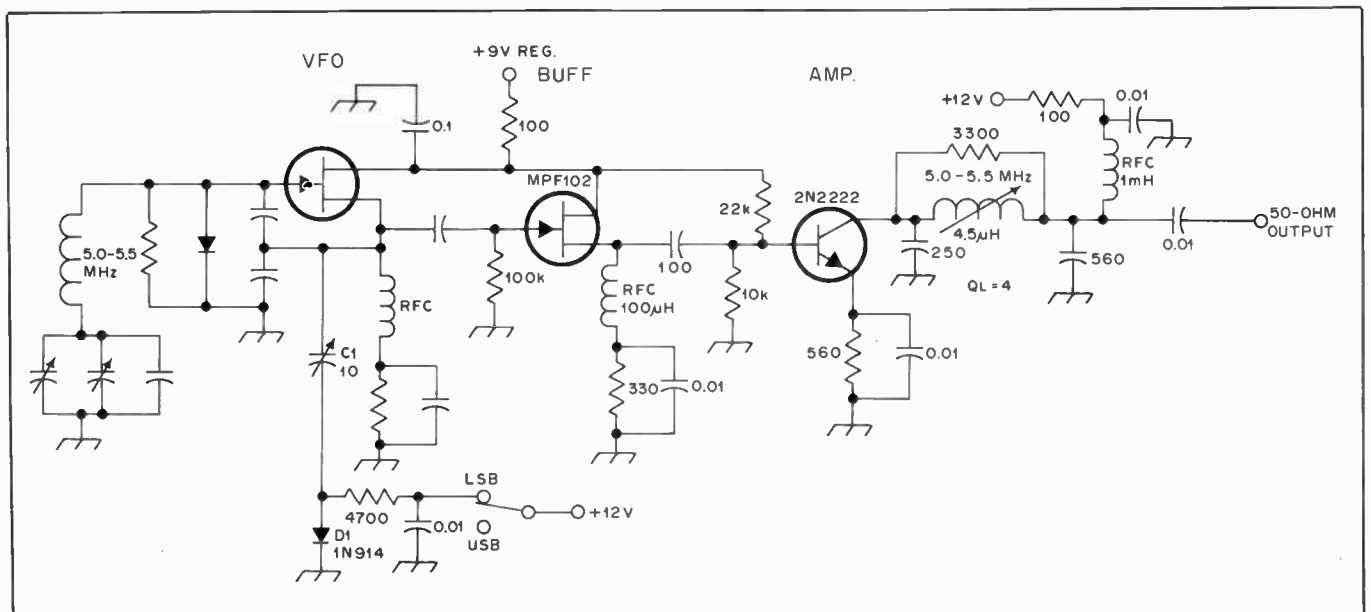 VFO
+9V REG.
BUFF
AMP.
0.1
100
+12V
100
0.01
3300
5.0-5.5 MHz
RFC
1mH
MPF102
22k
2N2222
4.5µH
250
QL=4
560
0.01
50-OHM
OUTPUT
5.0-5.5
MHz
100k
100
RFC
100µH
10k
RFC
C1
10
330
0.01
560
0.01
LSB
4700
0.01
+12V
USB
D1
1N914